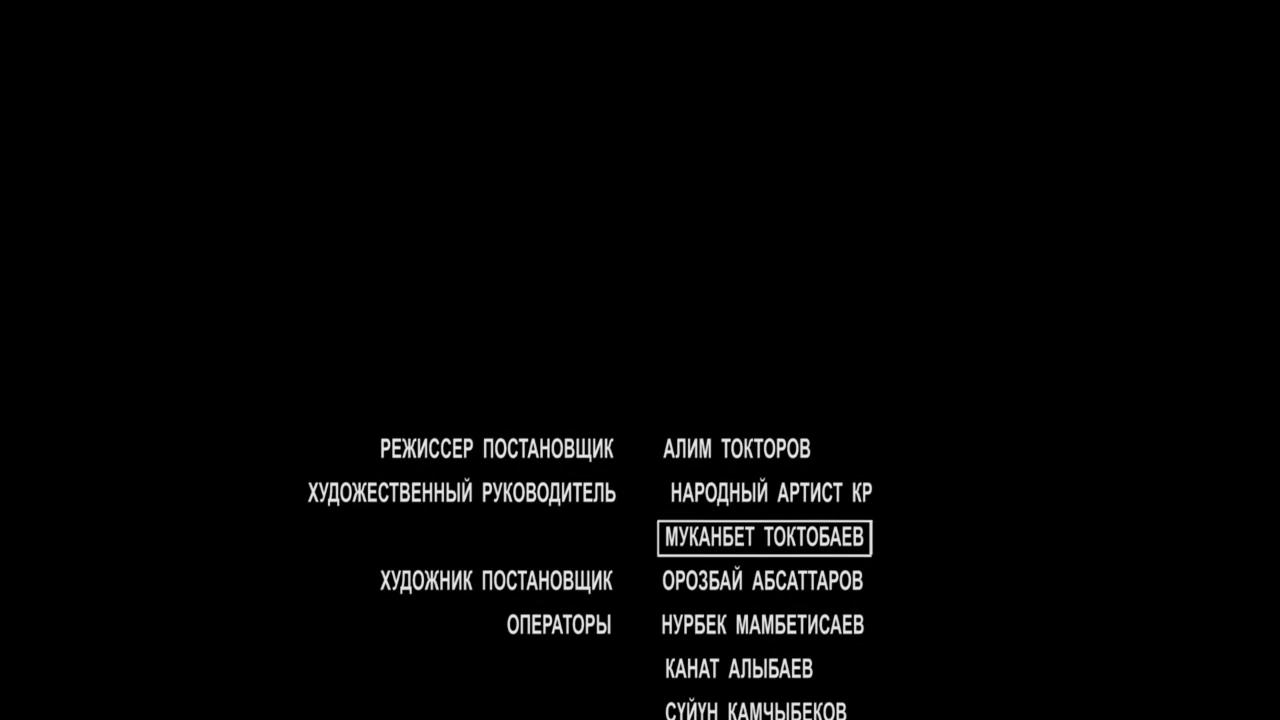 РЕЖИССЕР ПОСТАНОВЩИК АЛИМ ТОКТОРОВ
ХУДОЖЕСТВЕННЫЙ РУКОВОДИТЕЛЬ НАРОДНЫЙ АРТИСТ КР
МУКАНБЕТ ТОКТОБАЕВ
ХУДОЖНИК ПОСТАНОВЩИК ОРОЗБАЙ АБСАТТАРОВ
ОПЕРАТОРЫ НУРБЕК МАМБЕТИСАЕВ
КАНАТ АЛЫБАЕВ
СҮЙҮН КАМЧЫБЕКОВ